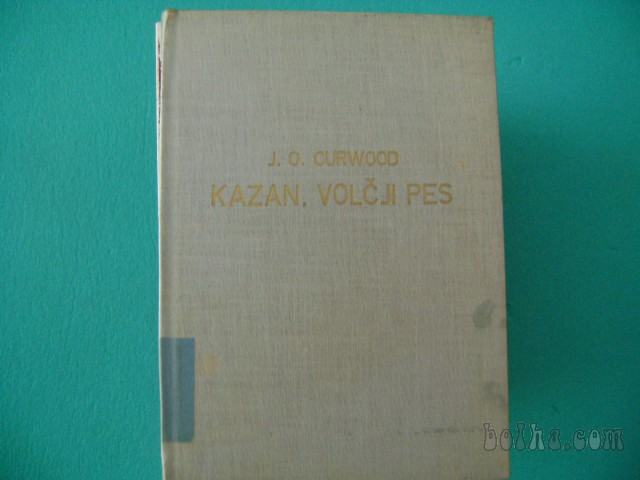 J. O. CURWOOD
KAZAN, VOLČJI PES
bolha.com